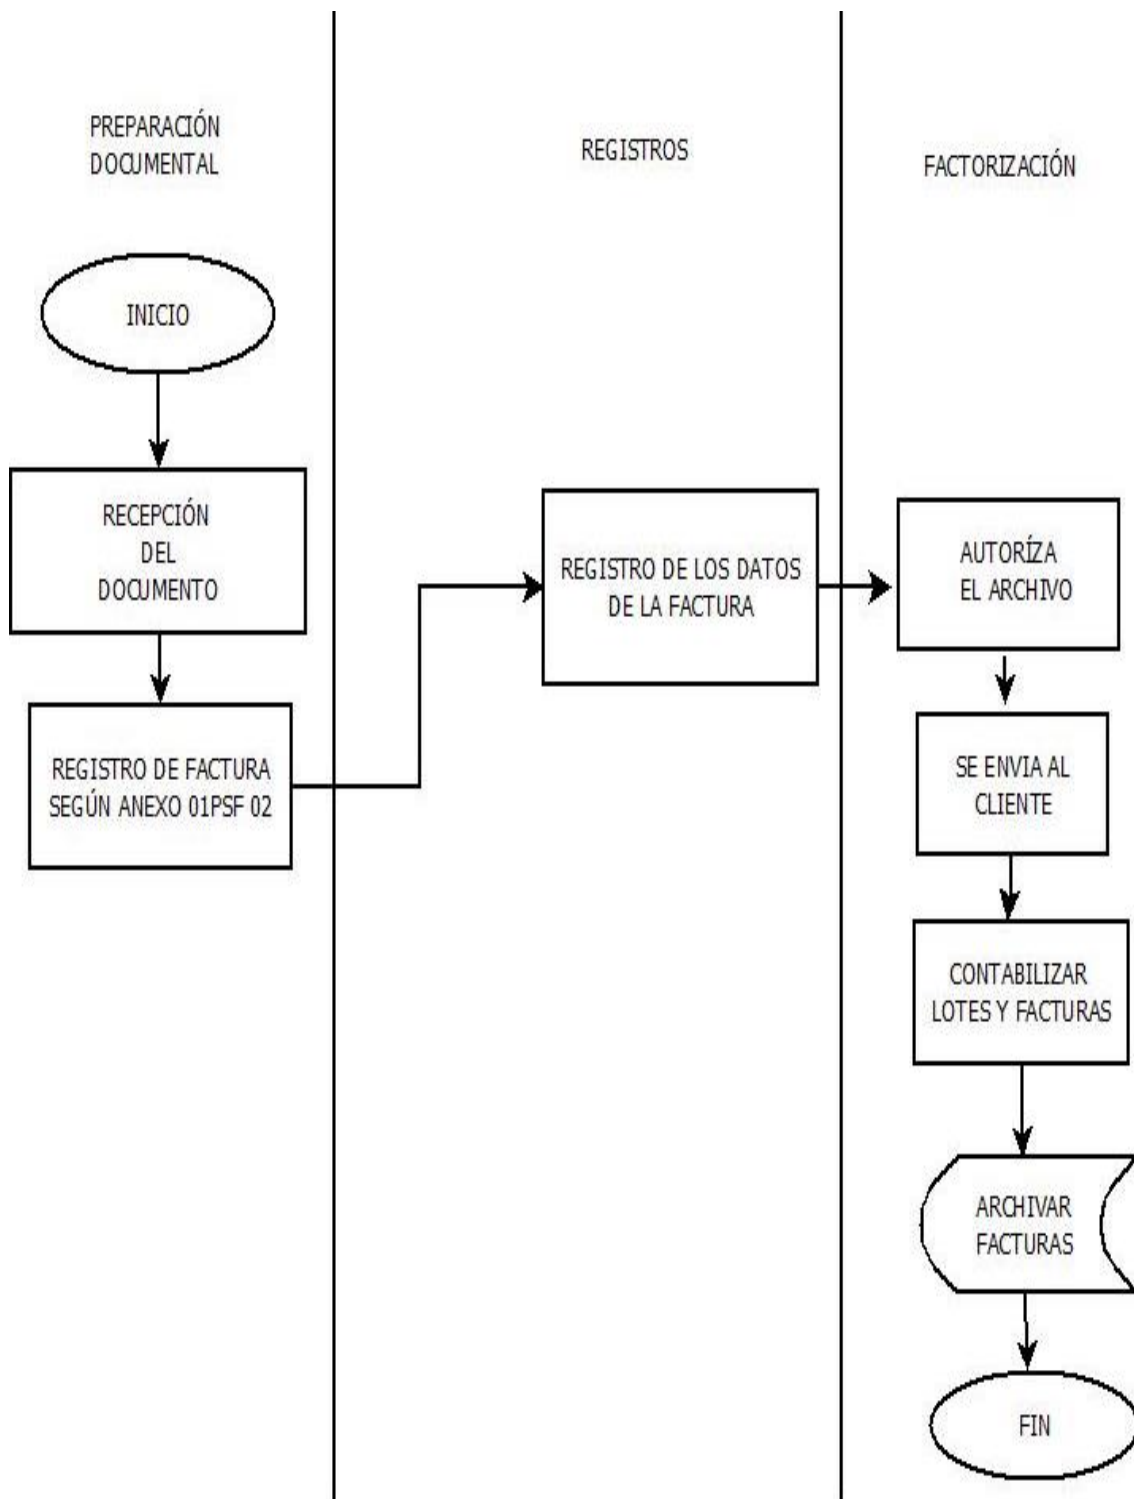 PREPARACIÓN
DOCUMENTAL
REGISTROS
FACTORIZACIÓN
INICIO
RECEPCIÓN
DEL
DOCUMENTO
REGISTRO DE FACTURA
SEGÚN ANEXO 01PSF 02
REGISTRO DE LOS DATOS
DE LA FACTURA
AUTORÍZA
EL ARCHIVO
SE ENVIA AL
CLIENTE
CONTABILIZAR
LOTES Y FACTURAS
ARCHIVAR
FACTURAS
FIN